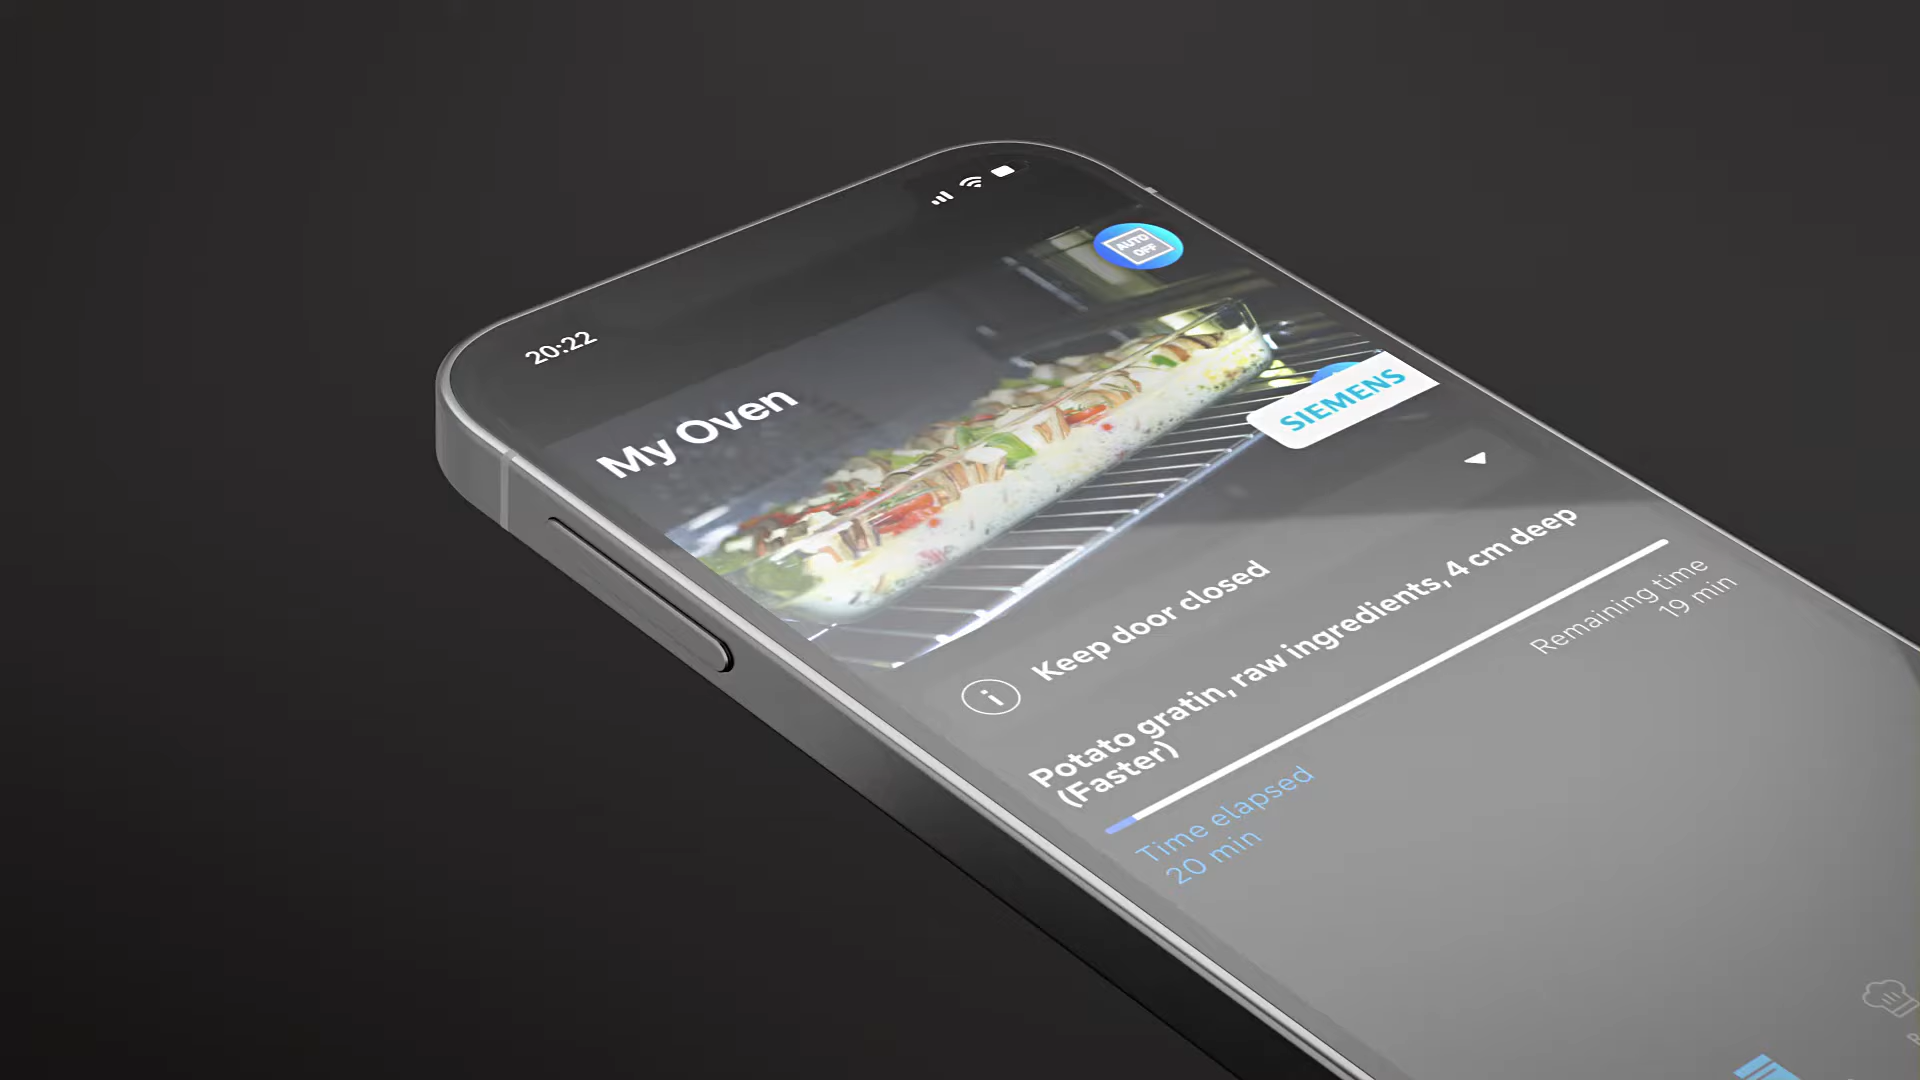 20:22
AUTO
OFF
My Oven
SIEMENS
Keep door closed
Potato gratin, raw ingredients, 4 cm deep
(Faster)
Remaining time
19 min
Time elapsed
20 min